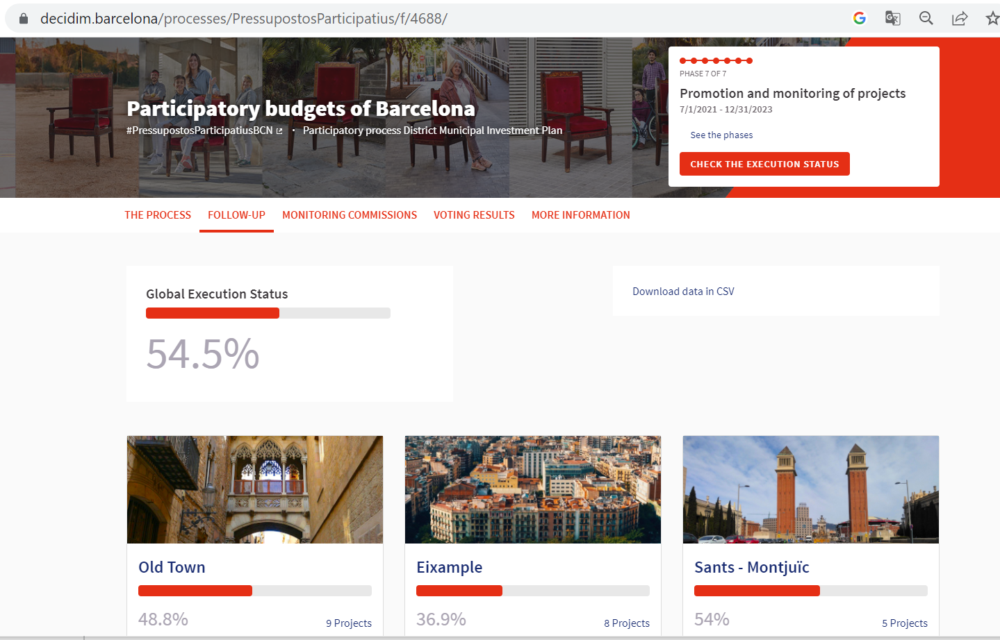 decidim.barcelona/processes/PressupostosParticipatius/f/4688/
Participatory budgets of Barcelona
#PressupostosParticipatiusBCN • Participatory process District Municipal Investment Plan
PHASE 7 OF 7
Promotion and monitoring of projects
7/1/2021 - 12/31/2023
See the phases
CHECK THE EXECUTION STATUS
THE PROCESS FOLLOW-UP MONITORING COMMISSIONS VOTING RESULTS MORE INFORMATION
Global Execution Status
54.5%
Download data in CSV
Old Town
48.8% 9 Projects
Eixample
36.9% 8 Projects
Sants - Montjuïc
54% 5 Projects